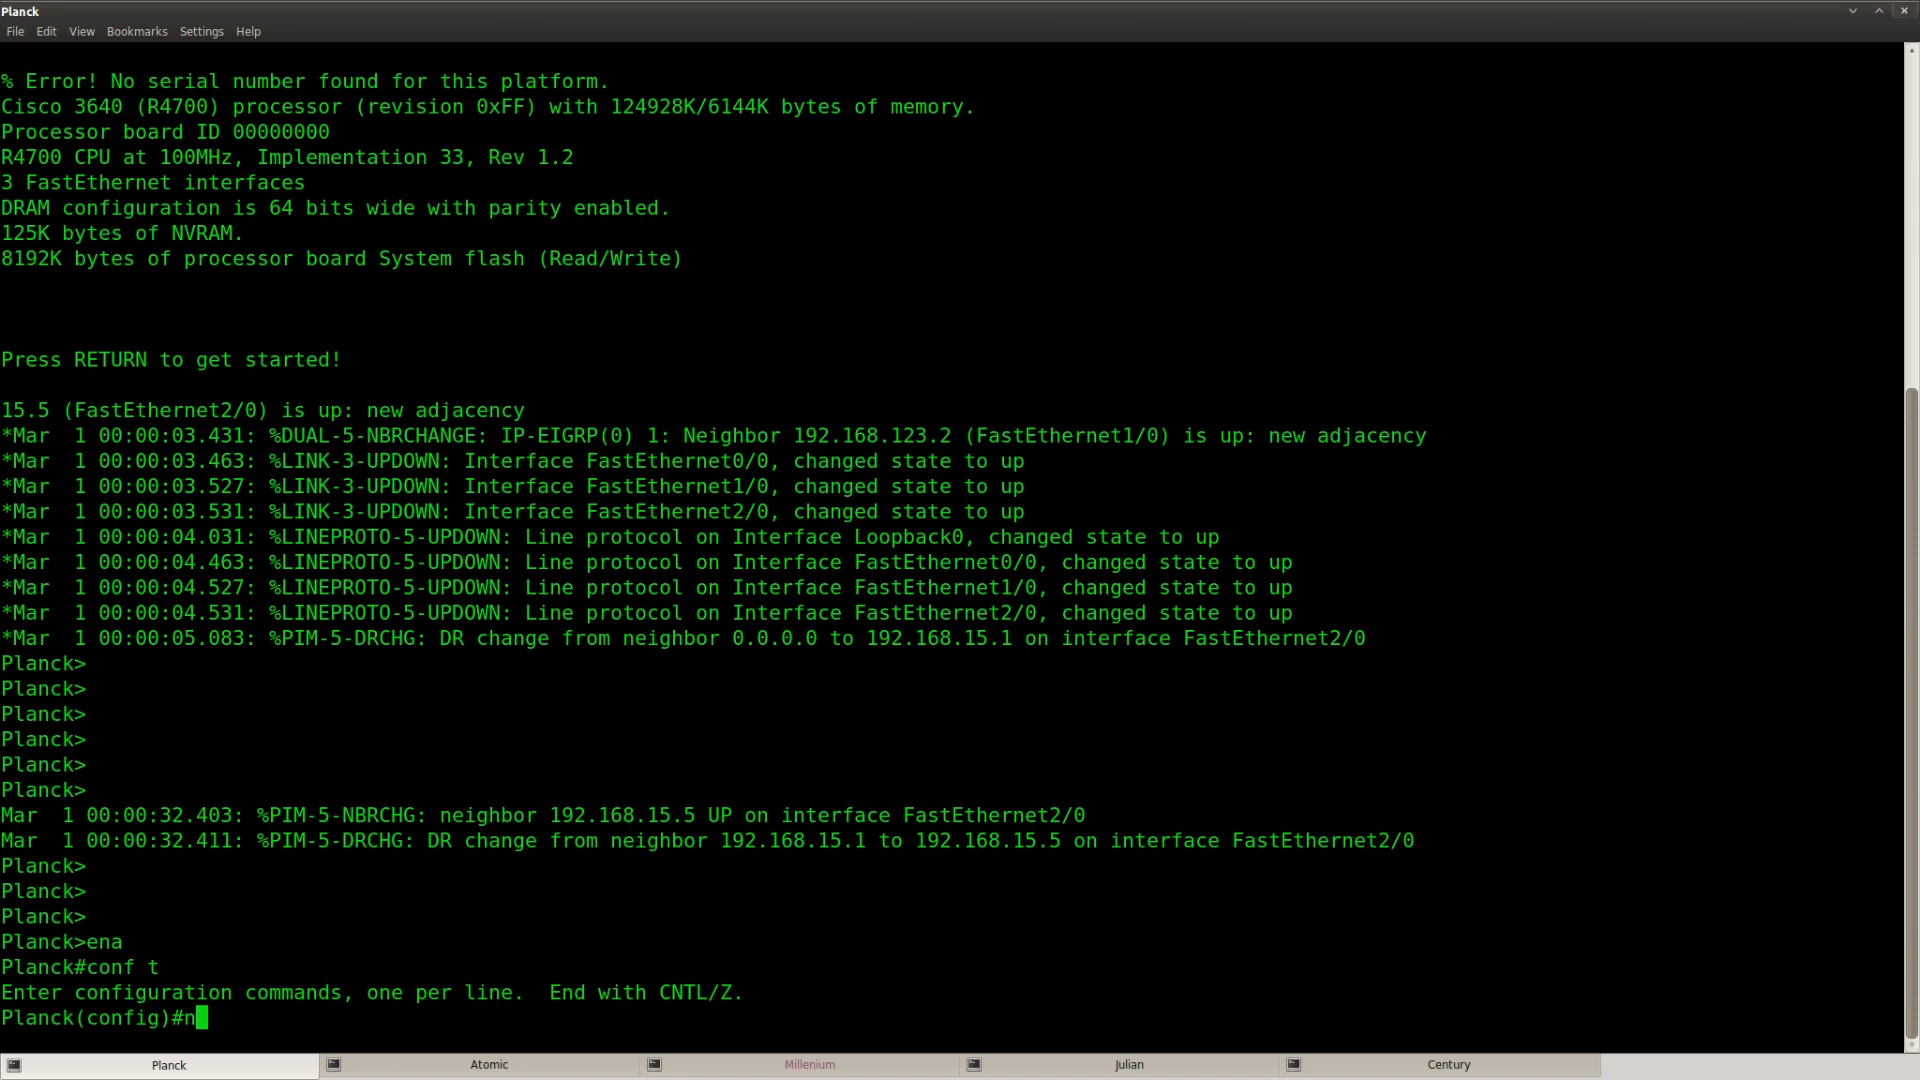 Planck
File Edit View Bookmarks Settings Help
% Error! No serial number found for this platform.
Cisco 3640 (R4700) processor (revision 0xFF) with 124928K/6144K bytes of memory.
Processor board ID 00000000
R4700 CPU at 100MHz, Implementation 33, Rev 1.2
3 FastEthernet interfaces
DRAM configuration is 64 bits wide with parity enabled.
125K bytes of NVRAM.
8192K bytes of processor board System flash (Read/Write)
Press RETURN to get started!
15.5 (FastEthernet2/0) is up: new adjacency
*Mar  1 00:00:03.431: %DUAL-5-NBRCHANGE: IP-EIGRP(0) 1: Neighbor 192.168.123.2 (FastEthernet1/0) is up: new adjacency
*Mar  1 00:00:03.463: %LINK-3-UPDOWN: Interface FastEthernet0/0, changed state to up
*Mar  1 00:00:03.527: %LINK-3-UPDOWN: Interface FastEthernet1/0, changed state to up
*Mar  1 00:00:03.531: %LINK-3-UPDOWN: Interface FastEthernet2/0, changed state to up
*Mar  1 00:00:04.031: %LINEPROTO-5-UPDOWN: Line protocol on Interface Loopback0, changed state to up
*Mar  1 00:00:04.463: %LINEPROTO-5-UPDOWN: Line protocol on Interface FastEthernet0/0, changed state to up
*Mar  1 00:00:04.527: %LINEPROTO-5-UPDOWN: Line protocol on Interface FastEthernet1/0, changed state to up
*Mar  1 00:00:04.531: %LINEPROTO-5-UPDOWN: Line protocol on Interface FastEthernet2/0, changed state to up
*Mar  1 00:00:05.083: %PIM-5-DRCHG: DR change from neighbor 0.0.0.0 to 192.168.15.1 on interface FastEthernet2/0
Planck>
Planck>
Planck>
Planck>
Planck>
Planck>
Mar  1 00:00:32.403: %PIM-5-NBRCHG: neighbor 192.168.15.5 UP on interface FastEthernet2/0
Mar  1 00:00:32.411: %PIM-5-DRCHG: DR change from neighbor 192.168.15.1 to 192.168.15.5 on interface FastEthernet2/0
Planck>
Planck>
Planck>
Planck>ena
Planck#conf t
Enter configuration commands, one per line.  End with CNTL/Z.
Planck(config)#n
Planck Atomic Millenium Julian Century